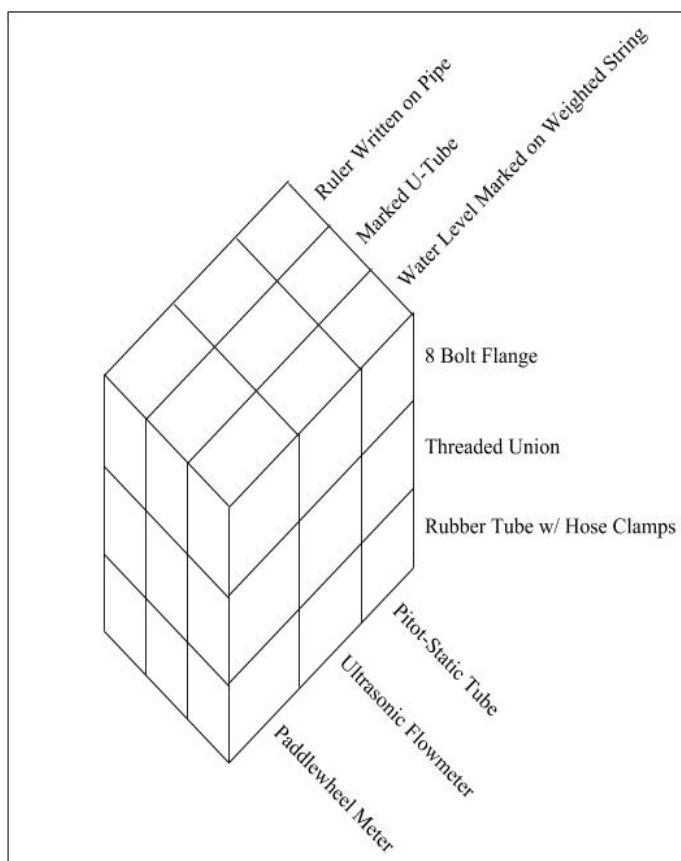 Ruler Written on Pipe
Marked U-Tube
Water Level Marked on Weighted String
8 Bolt Flange
Threaded Union
Rubber Tube w/ Hose Clamps
Pitot-Static Tube
Ultrasonic Flowmeter
Paddlewheel Meter